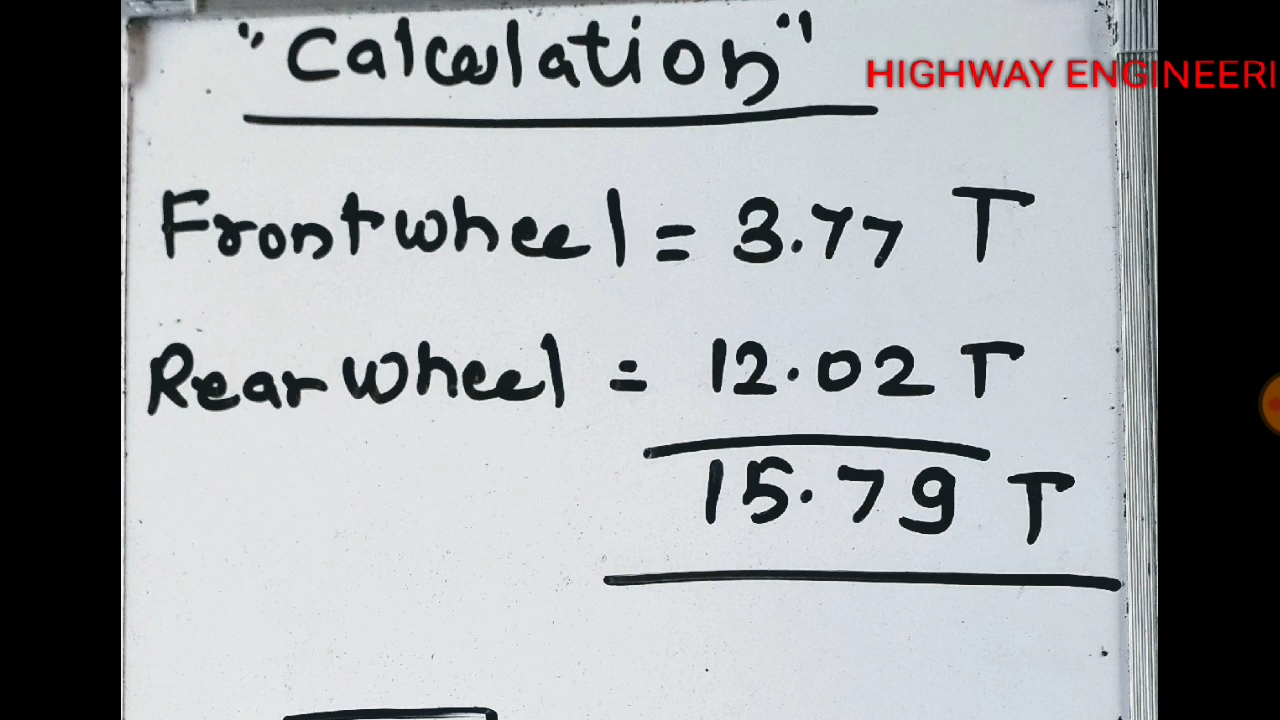 "Calculation"
HIGHWAY ENGINEERI
Frontwheel = 3.77 T
Rear wheel = 12.02 T
15.79 T